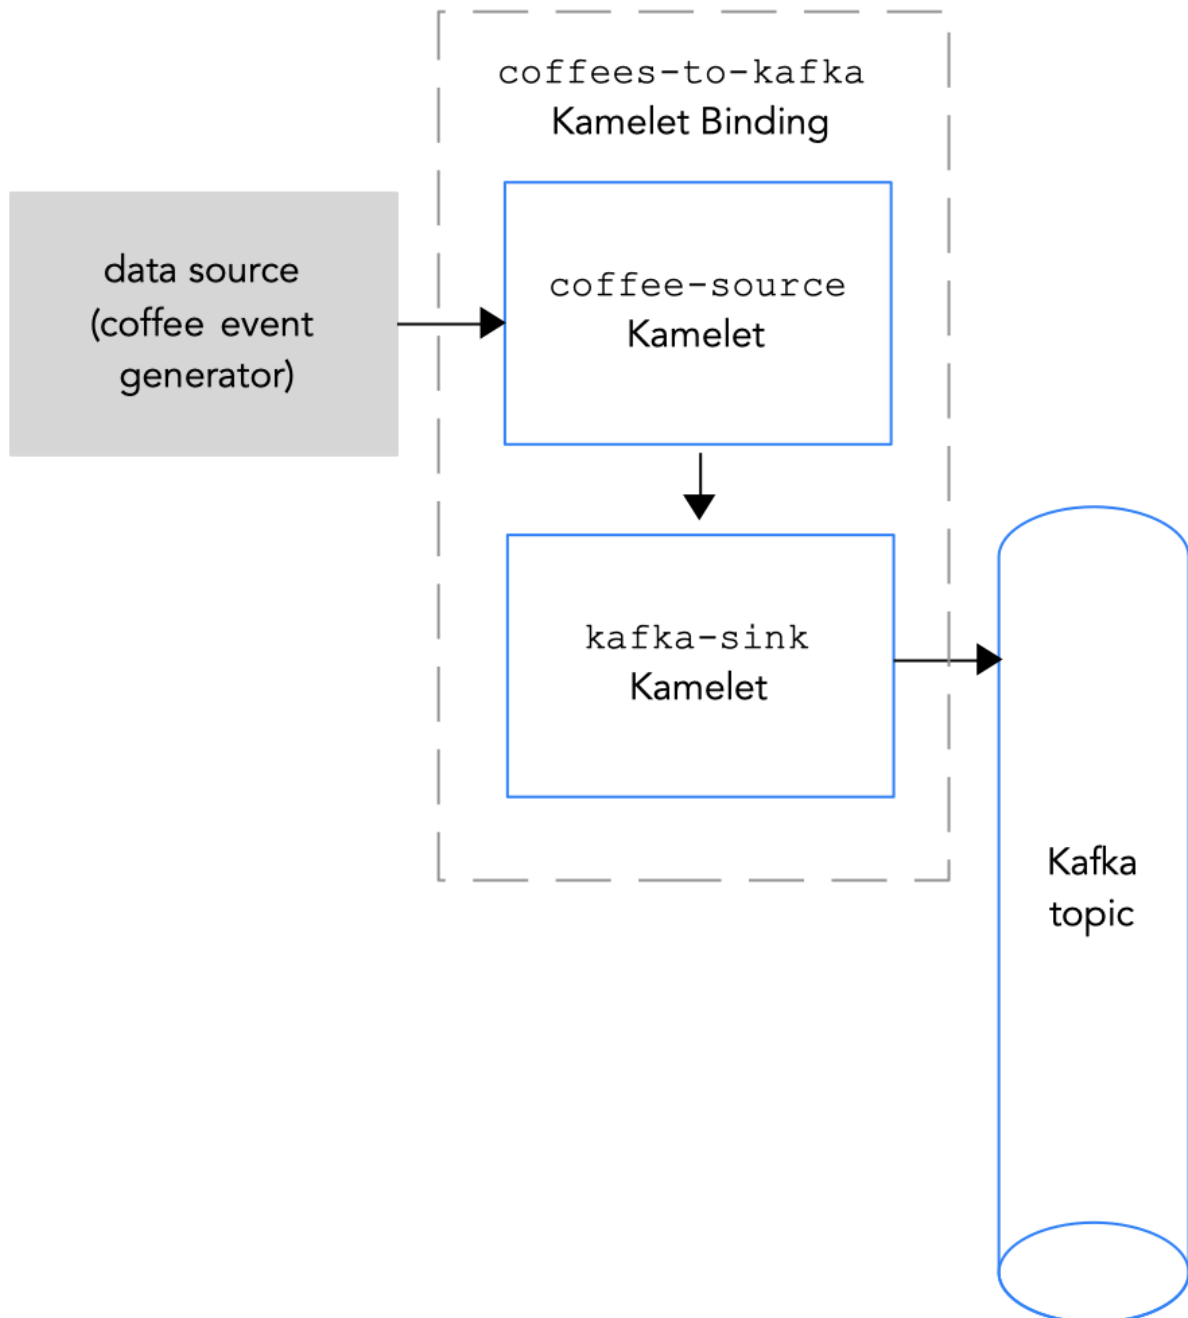 coffees-to-kafka
Kamelet Binding
data source
(coffee event
generator)
coffee-source
Kamelet
kafka-sink
Kamelet
Kafka
topic